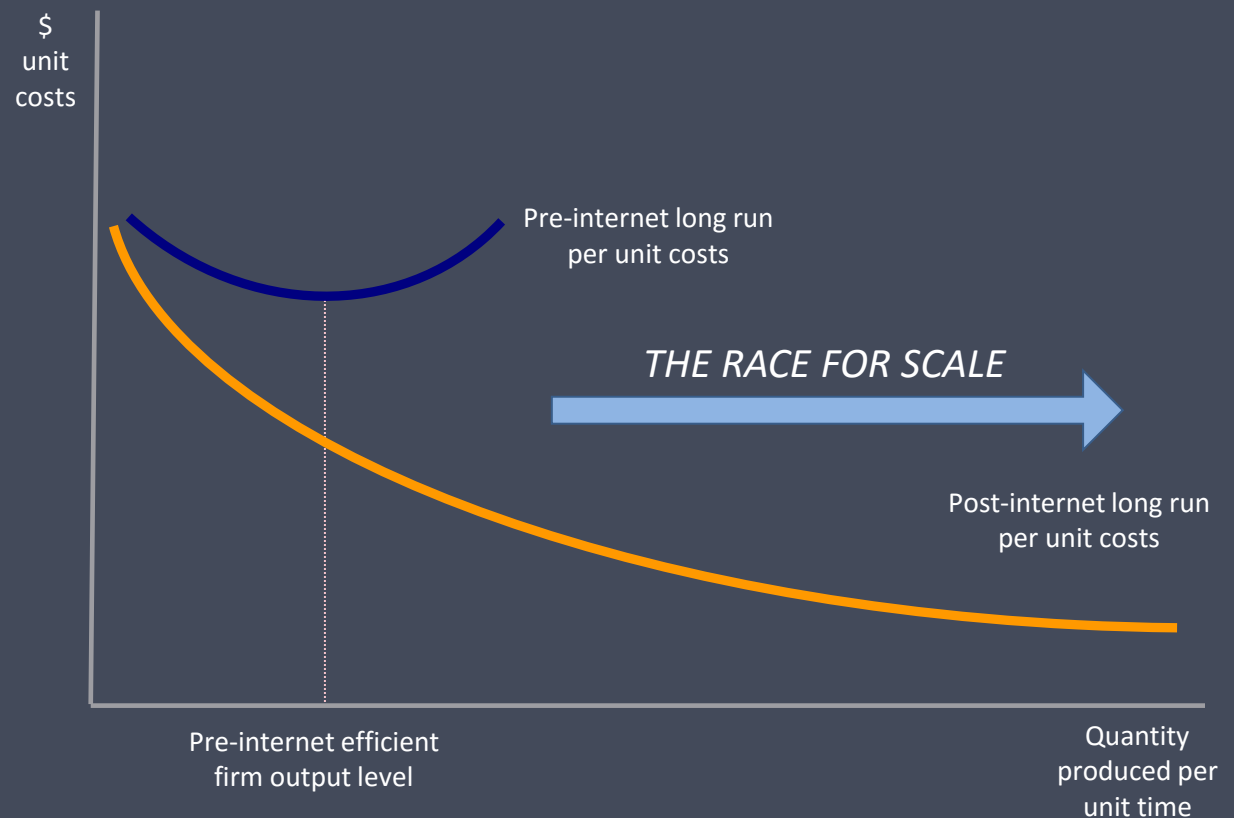 $
unit
costs
Pre-internet long run
per unit costs
THE RACE FOR SCALE
Post-internet long run
per unit costs
Pre-internet efficient
firm output level
Quantity
produced per
unit time